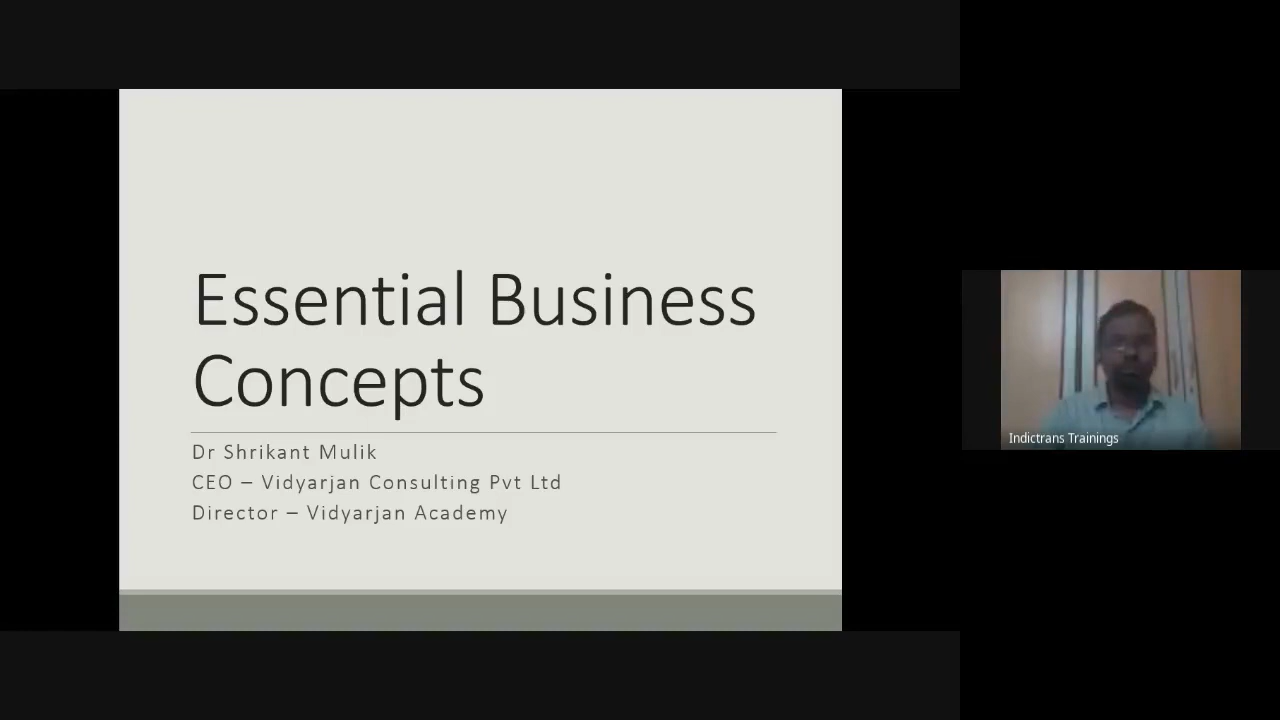 Essential Business
Concepts
Dr Shrikant Mulik
CEO – Vidyarjan Consulting Pvt Ltd
Director – Vidyarjan Academy
Indictrans Trainings